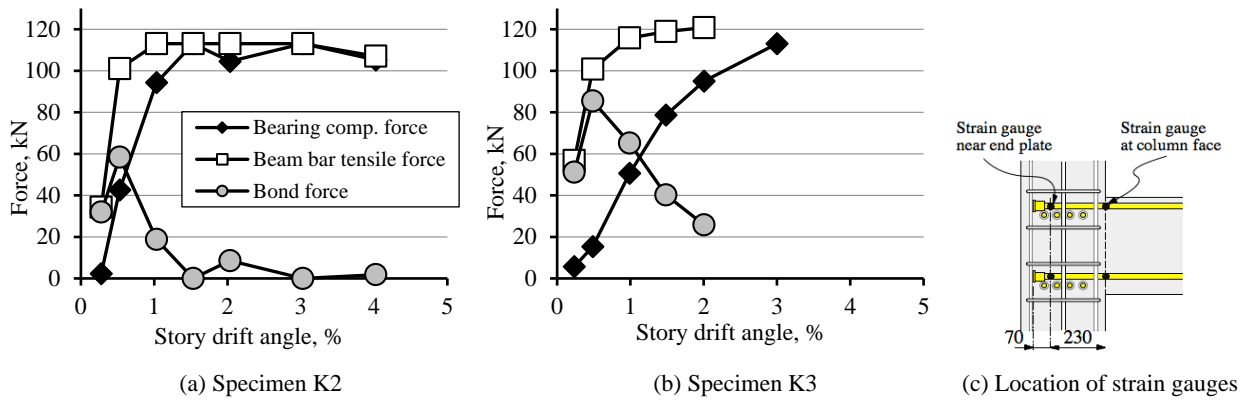 120
100
80
60
40
20
0
Force, kN
0 1 2 3 4 5
Story drift angle, %
Bearing comp. force
Beam bar tensile force
Bond force
(a) Specimen K2
120
100
80
60
40
20
0
Force, kN
0 1 2 3 4 5
Story drift angle, %
(b) Specimen K3
Strain gauge
near end plate
Strain gauge
at column face
70 230
(c) Location of strain gauges